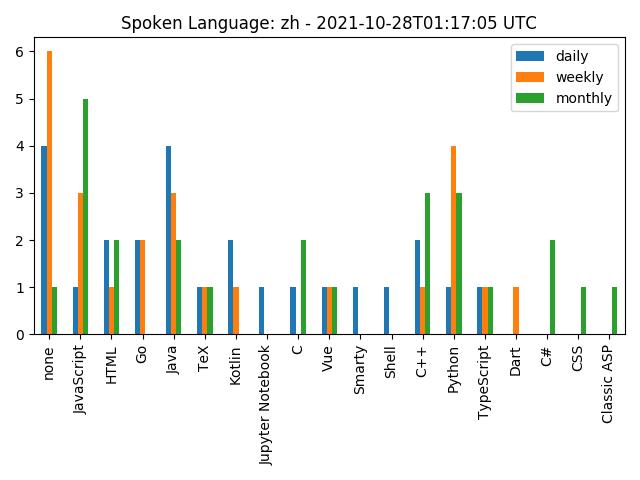 Spoken Language: zh - 2021-10-28T01:17:05 UTC
daily
weekly
monthly
6
5
4
3
2
1
0
none
JavaScript
HTML
Go
Java
TeX
Kotlin
Jupyter Notebook
C
Vue
Smarty
Shell
C++
Python
TypeScript
Dart
C#
CSS
Classic ASP